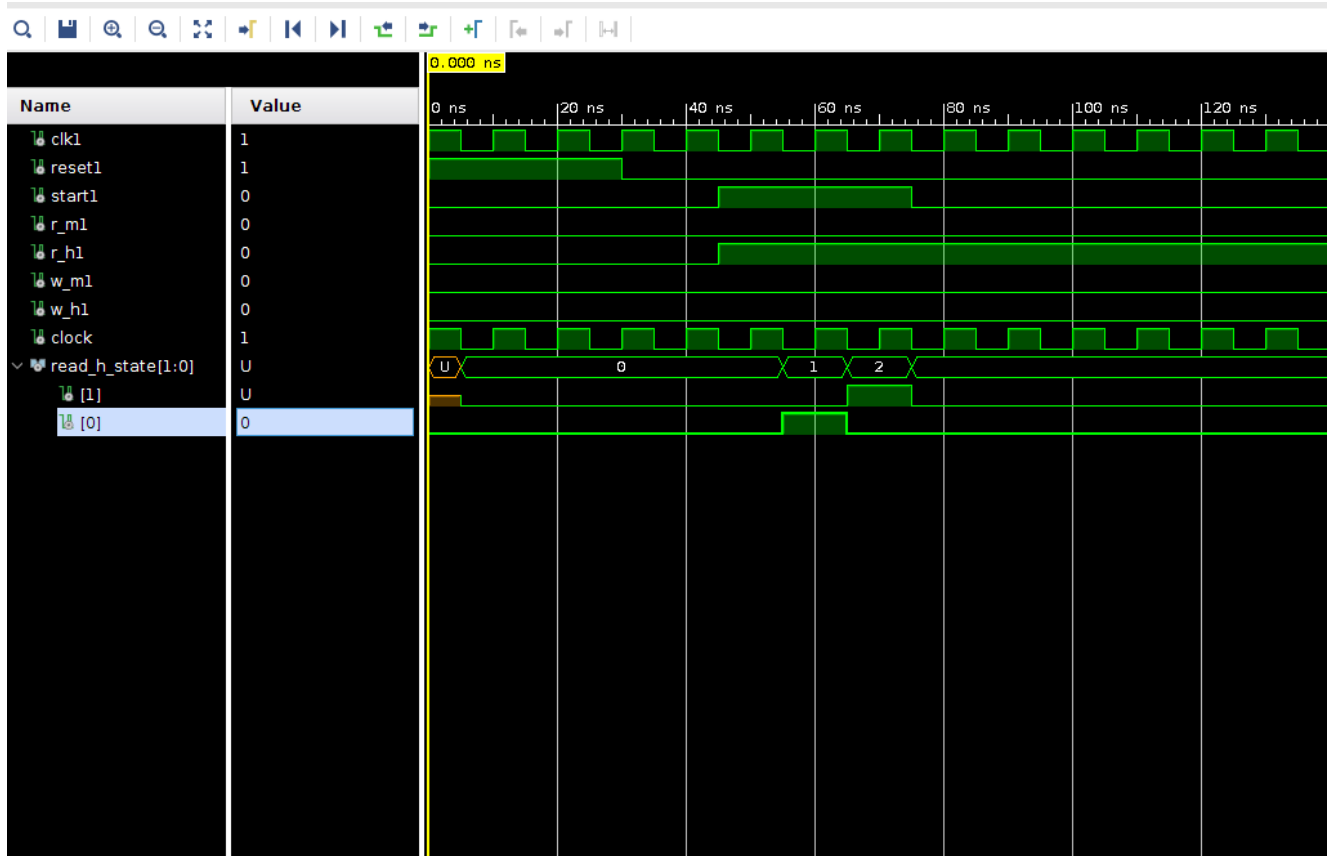 0.000 ns
Name Value
0 ns 20 ns 40 ns 60 ns 80 ns 100 ns 120 ns
clk1 1
reset1 1
start1 0
r_m1 0
r_h1 0
w_m1 0
w_h1 0
clock 1
read_h_state[1:0] U U 0 1 2
[1] U
[0] 0